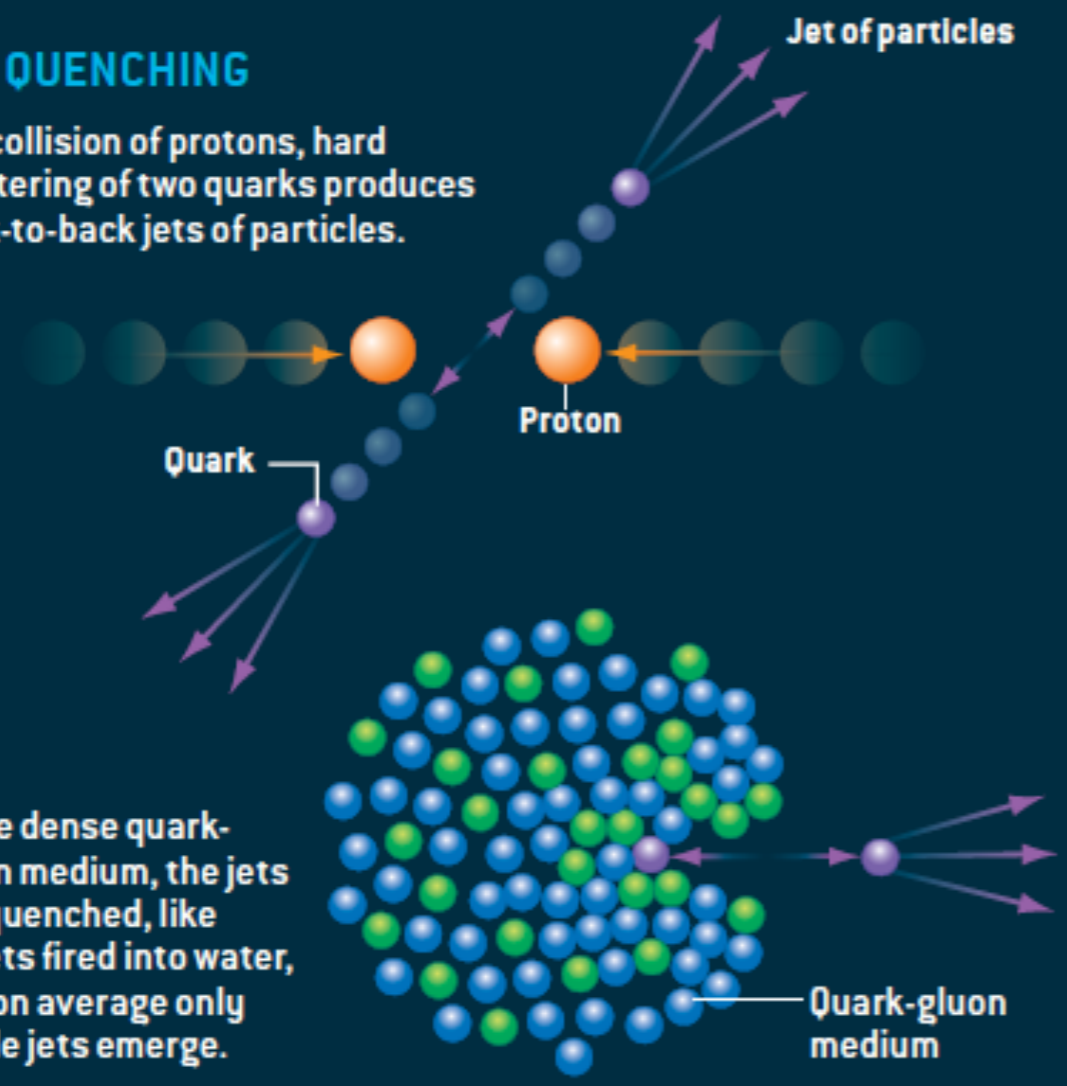 QUENCHING
collision of protons, hard
tering of two quarks produces
-to-back jets of particles.
Jet of particles
Proton
Quark
e dense quark-
n medium, the jets
quenched, like
ets fired into water,
on average only
le jets emerge.
Quark-gluon
medium